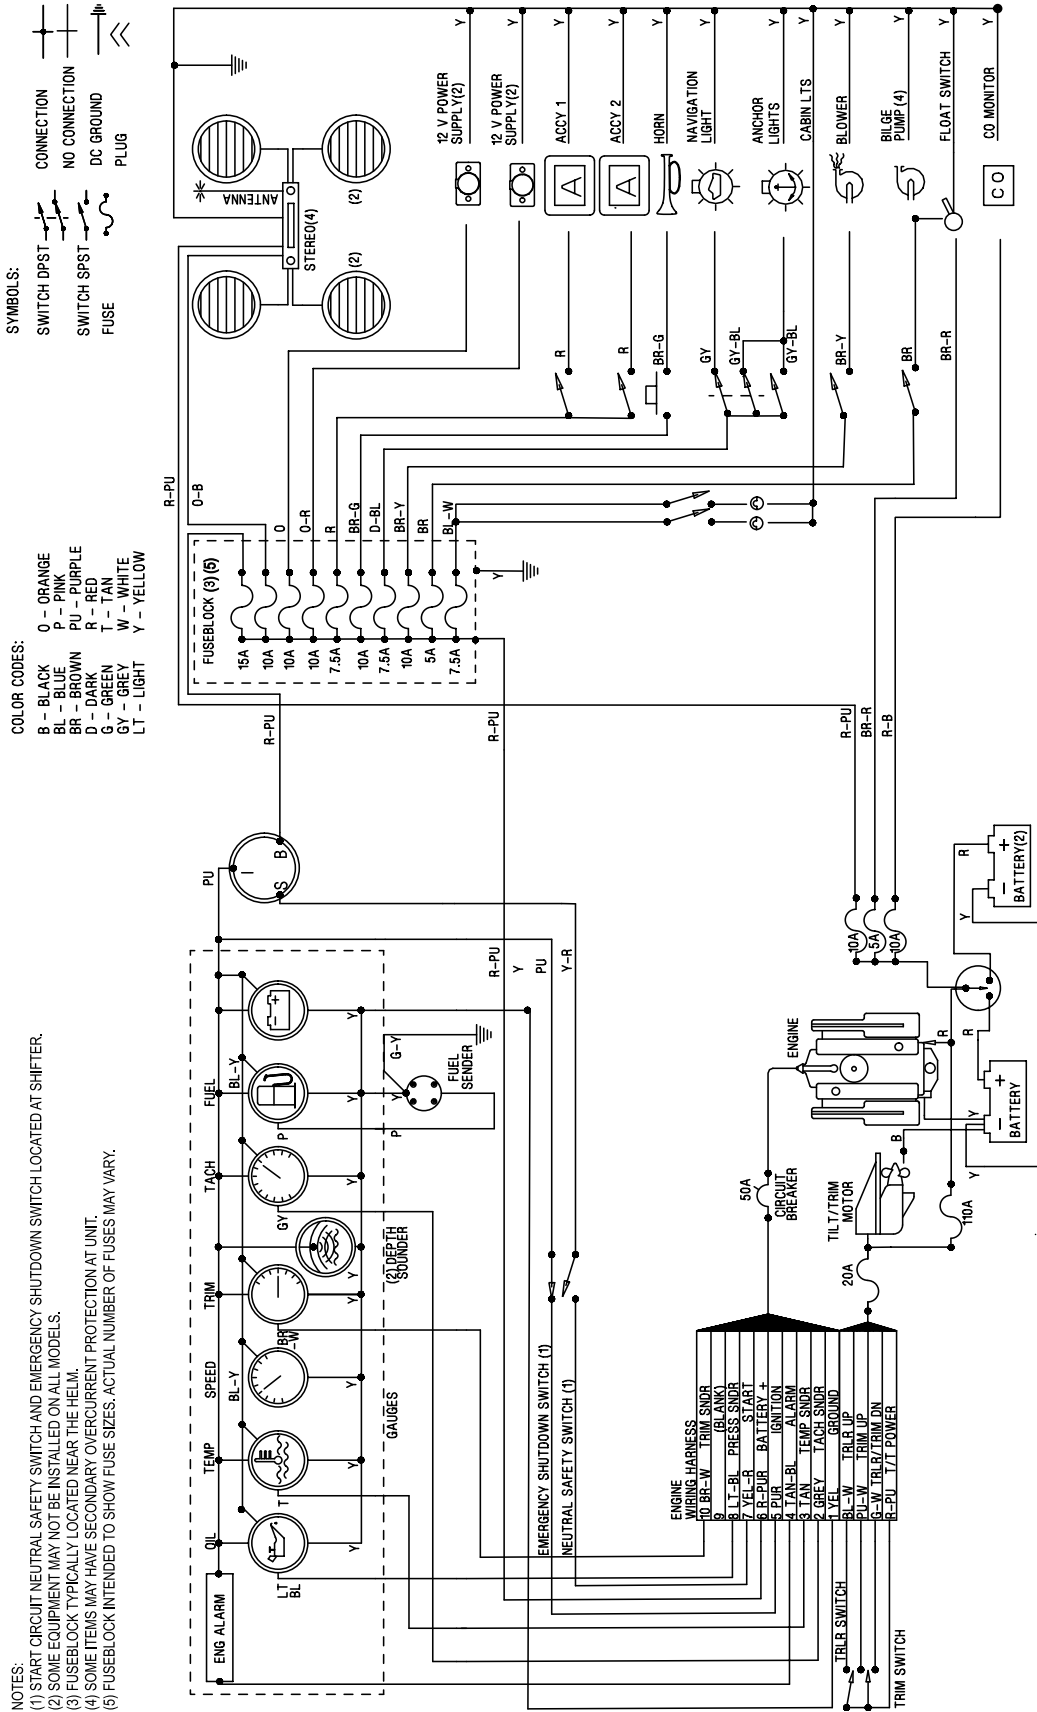 NOTES:
(1) START CIRCUIT NEUTRAL SAFETY SWITCH AND EMERGENCY SHUTDOWN SWITCH LOCATED AT SHIFTER.
(2) SOME EQUIPMENT MAY NOT BE INSTALLED ON ALL MODELS.
(3) FUSEBLOCK TYPICALLY LOCATED NEAR THE HELM.
(4) SOME ITEMS MAY HAVE SECONDARY OVERCURRENT PROTECTION AT UNIT.
(5) FUSEBLOCK INTENDED TO SHOW FUSE SIZES. ACTUAL NUMBER OF FUSES MAY VARY.
COLOR CODES:
B - BLACK
BL - BLUE
BR - BROWN
D - DARK
G - GREEN
GY - GREY
LT - LIGHT
O - ORANGE
P - PINK
PU - PURPLE
R - RED
T - TAN
W - WHITE
Y - YELLOW
SYMBOLS:
SWITCH DPST
SWITCH SPST
FUSE
CONNECTION
NO CONNECTION
DC GROUND
PLUG
ENG ALARM
OIL
TEMP
SPEED
TRIM
TACH
FUEL
PU
BL-Y
BL-Y
LT
BL
T
BR
-W
GY
P
Y
Y
Y
Y
Y
Y
Y
Y
(2) DEPTH
SOUNDER
GAUGES
P
Y
G-Y
FUEL
SENDER
I
S
B
R-PU
R-PU
R-PU
Y
PU
Y-R
EMERGENCY SHUTDOWN SWITCH (1)
NEUTRAL SAFETY SWITCH (1)
FUSEBLOCK (3)(5)
15A
10A
10A
10A
7.5A
10A
7.5A
10A
5A
7.5A
R-PU
O-B
O
O-R
R
BR-G
D-BL
BR-Y
BR
BL-W
Y
ANTENNA
STEREO(4)
(2)
(2)
12 V POWER
SUPPLY(2)
12 V POWER
SUPPLY(2)
ACCY 1
ACCY 2
HORN
NAVIGATION
LIGHT
ANCHOR
LIGHTS
CABIN LTS
BLOWER
BILGE
PUMP (4)
FLOAT SWITCH
CO MONITOR
A
A
CO
Y
Y
Y
Y
Y
Y
Y
Y
Y
Y
Y
Y
R
R
BR-G
GY
GY-BL
GY-BL
BR-Y
BR
BR-R
R-PU
BR-R
R-B
10A
5A
10A
ENGINE
WIRING HARNESS
10 BR-W TRIM SNDR
9 (BLANK)
8 LT-BL PRESS SNDR
7 YEL-R START
6 R-PUR BATTERY +
5 PUR IGNITION
4 TAN-BL ALARM
3 TAN TEMP SNDR
2 GREY TACH SNDR
1 YEL GROUND
BL-W TRLR UP
PU-W TRIM UP
G-W TRLR/TRIM DN
R-PU T/T POWER
TRLR SWITCH
TRIM SWITCH
50A
CIRCUIT
BREAKER
20A
110A
TILT/TRIM
MOTOR
ENGINE
B
Y
Y
R
R
R
Y
BATTERY
BATTERY(2)